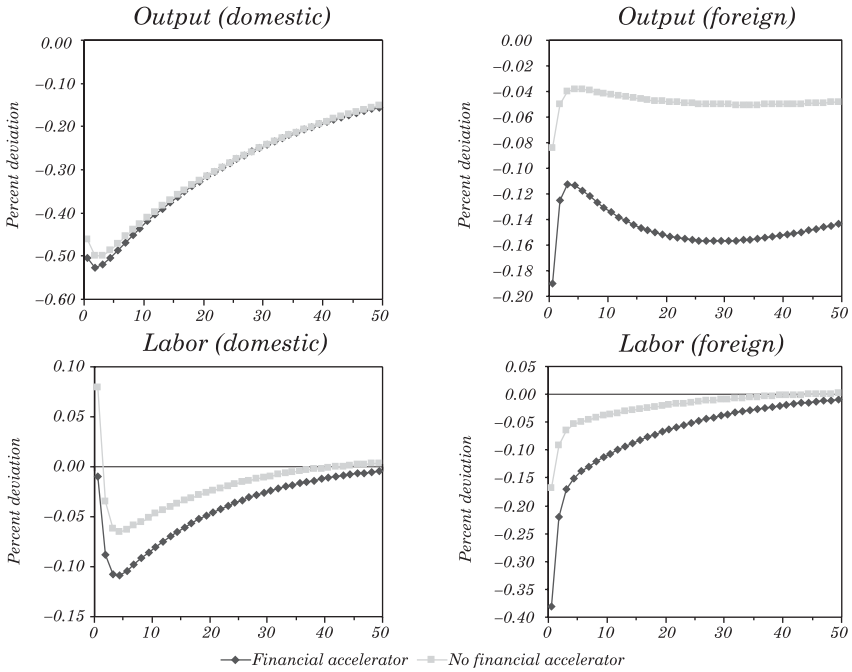 Output (domestic)
Percent deviation
0.00
−0.10
−0.20
−0.30
−0.40
−0.50
−0.60
0 10 20 30 40 50
Output (foreign)
Percent deviation
0.00
−0.02
−0.04
−0.06
−0.08
−0.10
−0.12
−0.14
−0.16
−0.18
−0.20
0 10 20 30 40 50
Labor (domestic)
Percent deviation
0.10
0.05
0.00
−0.05
−0.10
−0.15
0 10 20 30 40 50
Labor (foreign)
Percent deviation
0.05
0.00
−0.05
−0.10
−0.15
−0.20
−0.25
−0.30
−0.35
−0.40
0 10 20 30 40 50
Financial accelerator No financial accelerator